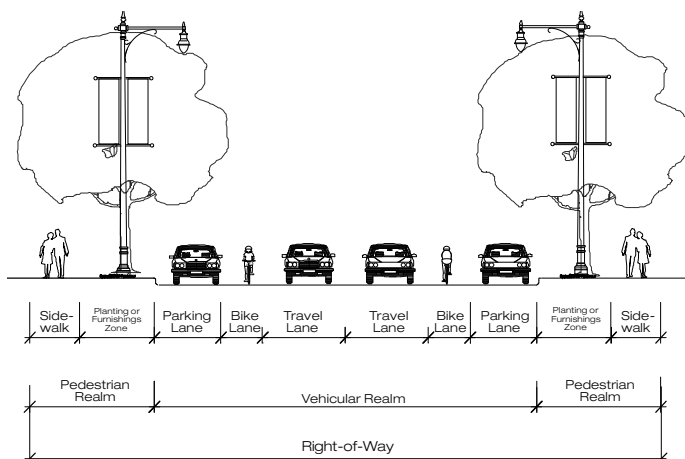 Side-
walk
Planting or
Furnishings
Zone
Parking
Lane
Bike
Lane
Travel
Lane
Travel
Lane
Bike
Lane
Parking
Lane
Planting or
Furnishings
Zone
Side-
walk
Pedestrian
Realm
Vehicular Realm
Pedestrian
Realm
Right-of-Way